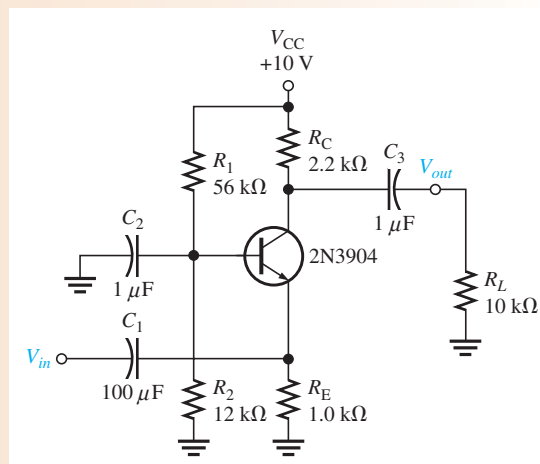 V_CC
+10 V
R_C
2.2 kΩ
C_3
V_out
R_1
56 kΩ
1 μF
C_2
2N3904
1 μF
R_L
10 kΩ
C_1
V_in
100 μF
R_2
12 kΩ
R_E
1.0 kΩ